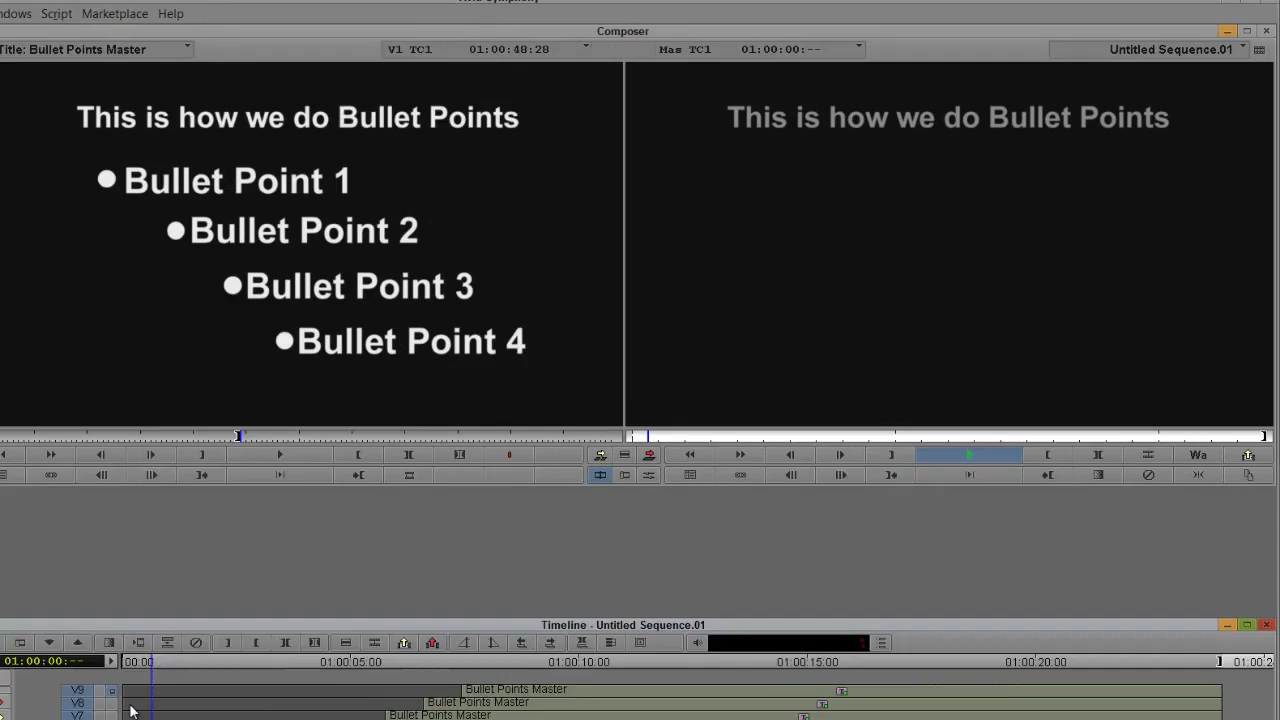 ndows Script Marketplace Help
Composer
Title: Bullet Points Master V1 TC1 01:00:48:28 Mas TC1 01:00:00:-- Untitled Sequence.01
This is how we do Bullet Points
Bullet Point 1
Bullet Point 2
Bullet Point 3
Bullet Point 4
This is how we do Bullet Points
Wa
Timeline - Untitled Sequence.01
01:00:00:-- 00:00 01:00:05:00 01:00:10:00 01:00:15:00 01:00:20:00 01:00:2
V9 Bullet Points Master
V8 Bullet Points Master
V7 Bullet Points Master